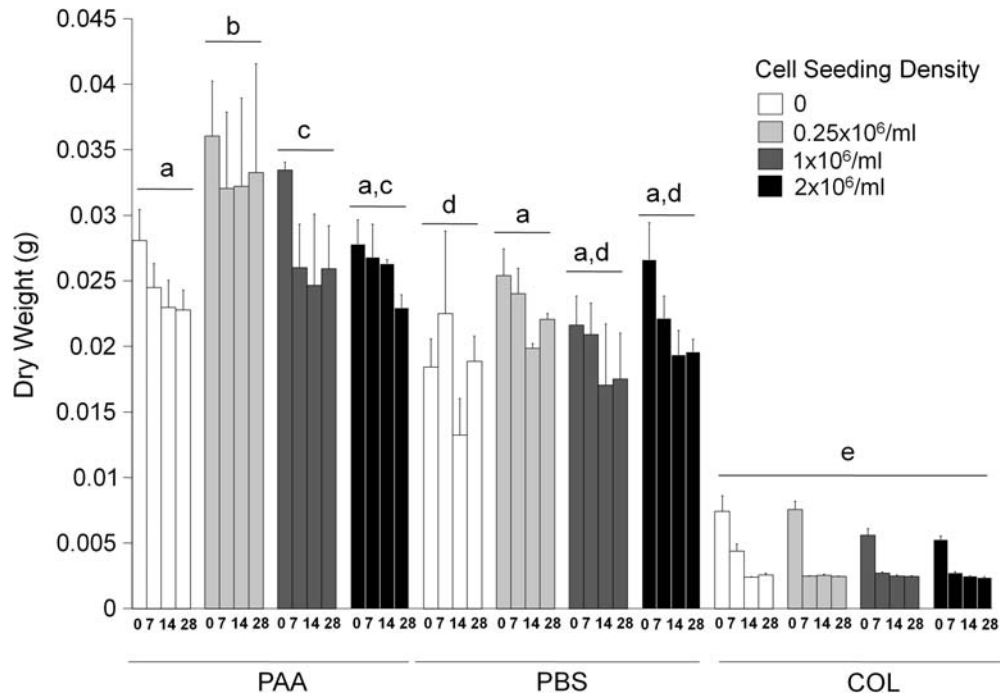 0.045
0.04
0.035
0.03
0.025
0.02
0.015
0.01
0.005
0
Dry Weight (g)
a
b
c
a,c
d
a
a,d
a,d
e
Cell Seeding Density
0
0.25x10⁶/ml
1x10⁶/ml
2x10⁶/ml
0 7 14 28 0 7 14 28 0 7 14 28 0 7 14 28 0 7 14 28 0 7 14 28 0 7 14 28 0 7 14 28 0 7 14 28 0 7 14 28 0 7 14 28 0 7 14 28
PAA PBS COL